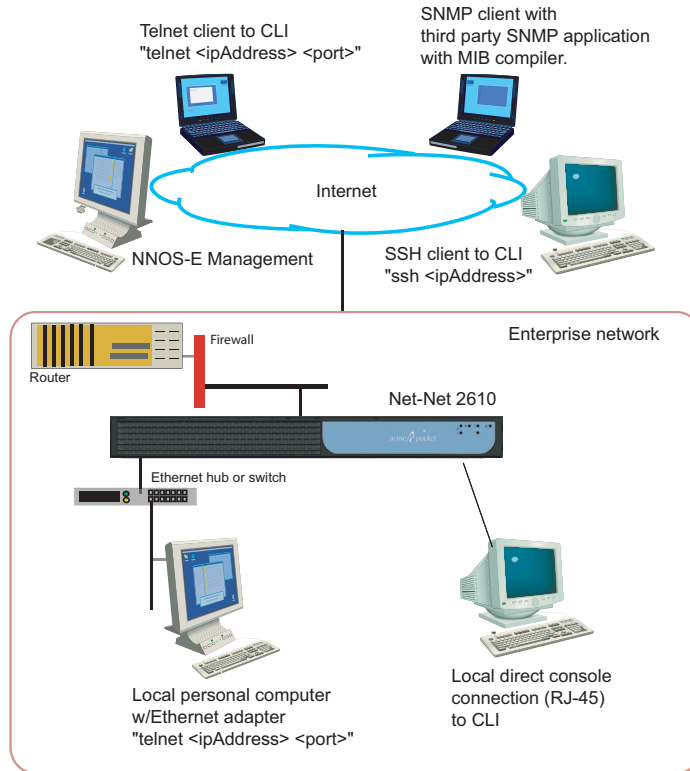 Telnet client to CLI
"telnet <ipAddress> <port>"
SNMP client with
third party SNMP application
with MIB compiler.
Internet
NNOS-E Management
SSH client to CLI
"ssh <ipAddress>"
Enterprise network
Firewall
Router
Net-Net 2610
acme packet
Ethernet hub or switch
Local personal computer
w/Ethernet adapter
"telnet <ipAddress> <port>"
Local direct console
connection (RJ-45)
to CLI